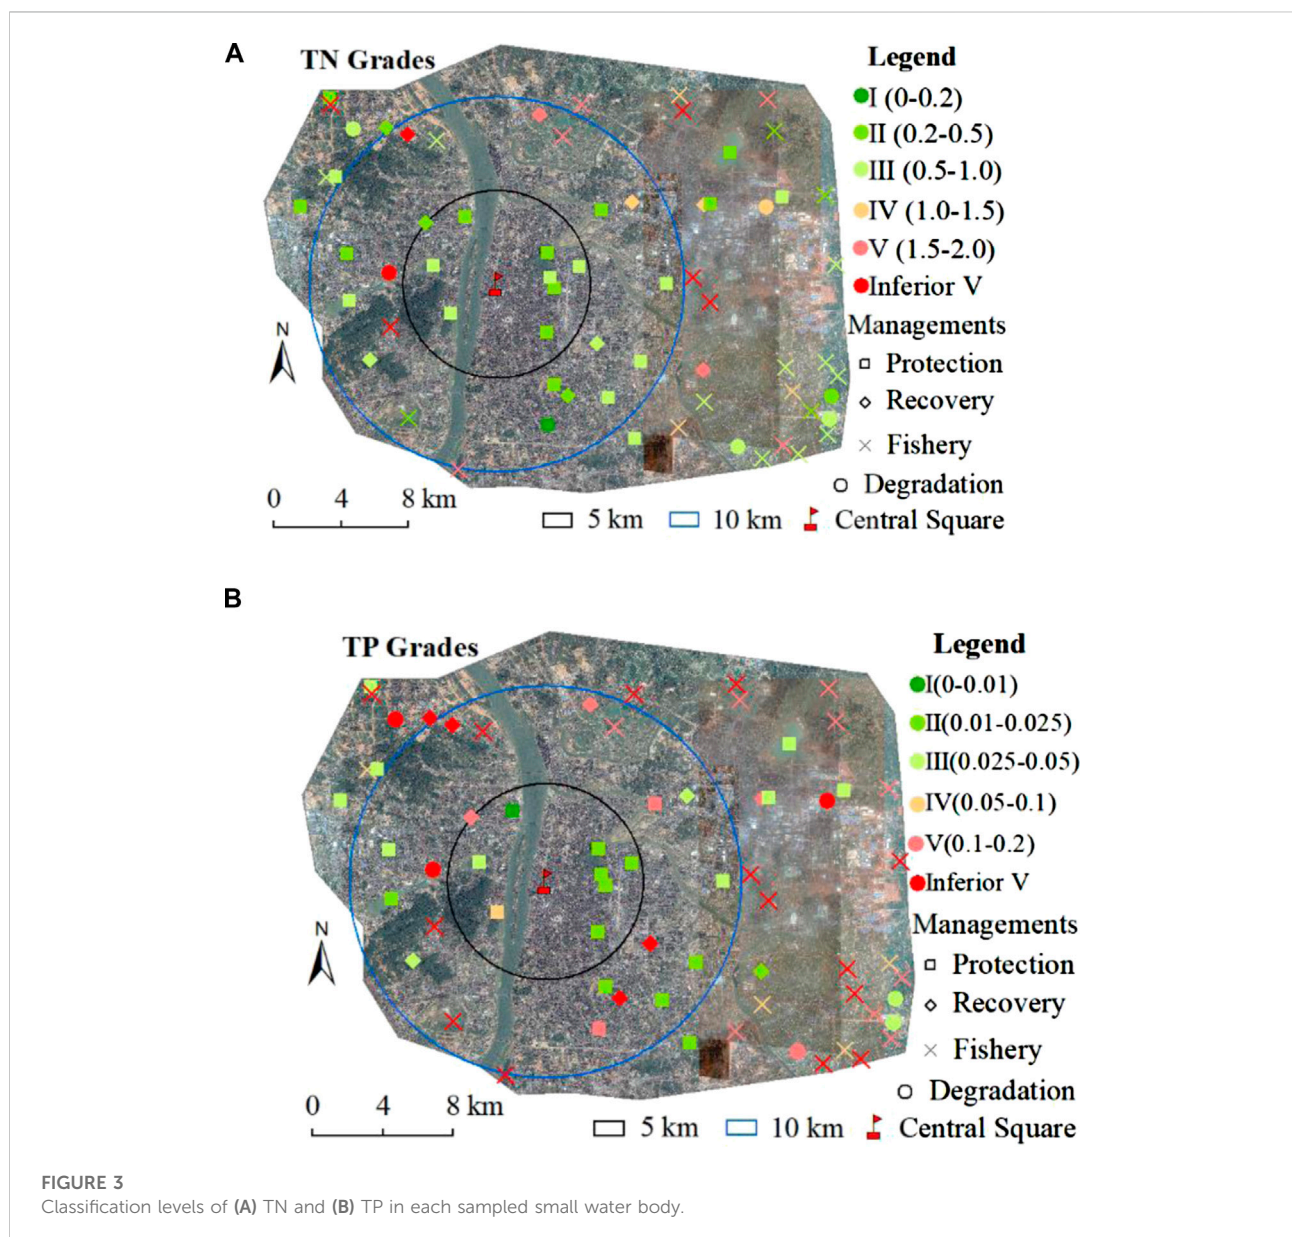 A
TN Grades
Legend
I (0-0.2)
II (0.2-0.5)
III (0.5-1.0)
IV (1.0-1.5)
V (1.5-2.0)
Inferior V
Managements
Protection
Recovery
Fishery
Degradation
N
0 4 8 km
5 km 10 km Central Square
B
TP Grades
Legend
I(0-0.01)
II(0.01-0.025)
III(0.025-0.05)
IV(0.05-0.1)
V(0.1-0.2)
Inferior V
Managements
Protection
Recovery
Fishery
Degradation
N
0 4 8 km
5 km 10 km Central Square
FIGURE 3
Classification levels of (A) TN and (B) TP in each sampled small water body.